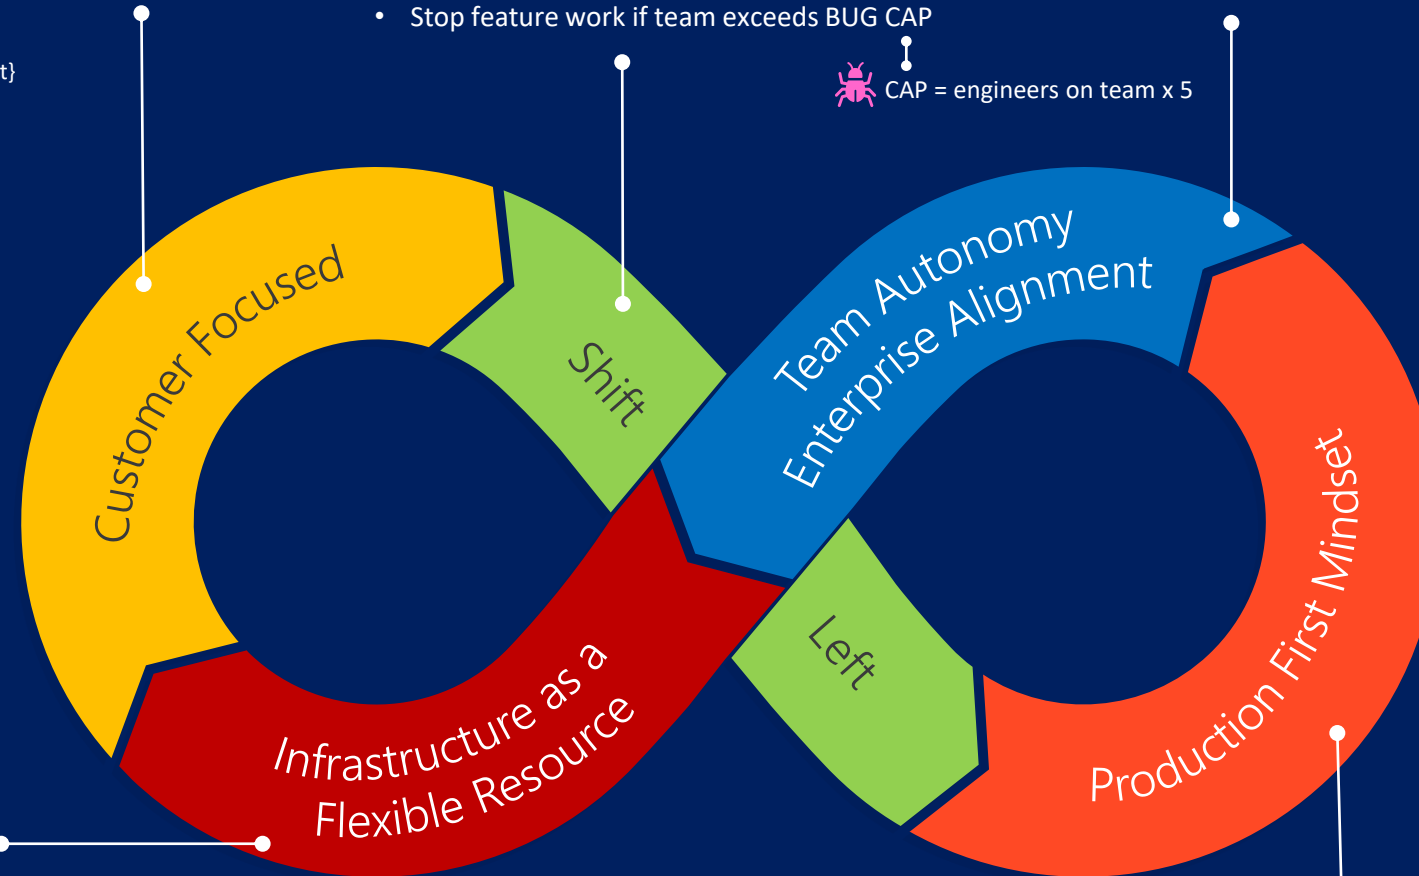 • Stop feature work if team exceeds BUG CAP
t}
CAP = engineers on team x 5
Customer Focused
Shift
Team Autonomy
Enterprise Alignment
Production First Mindset
Left
Infrastructure as a
Flexible Resource